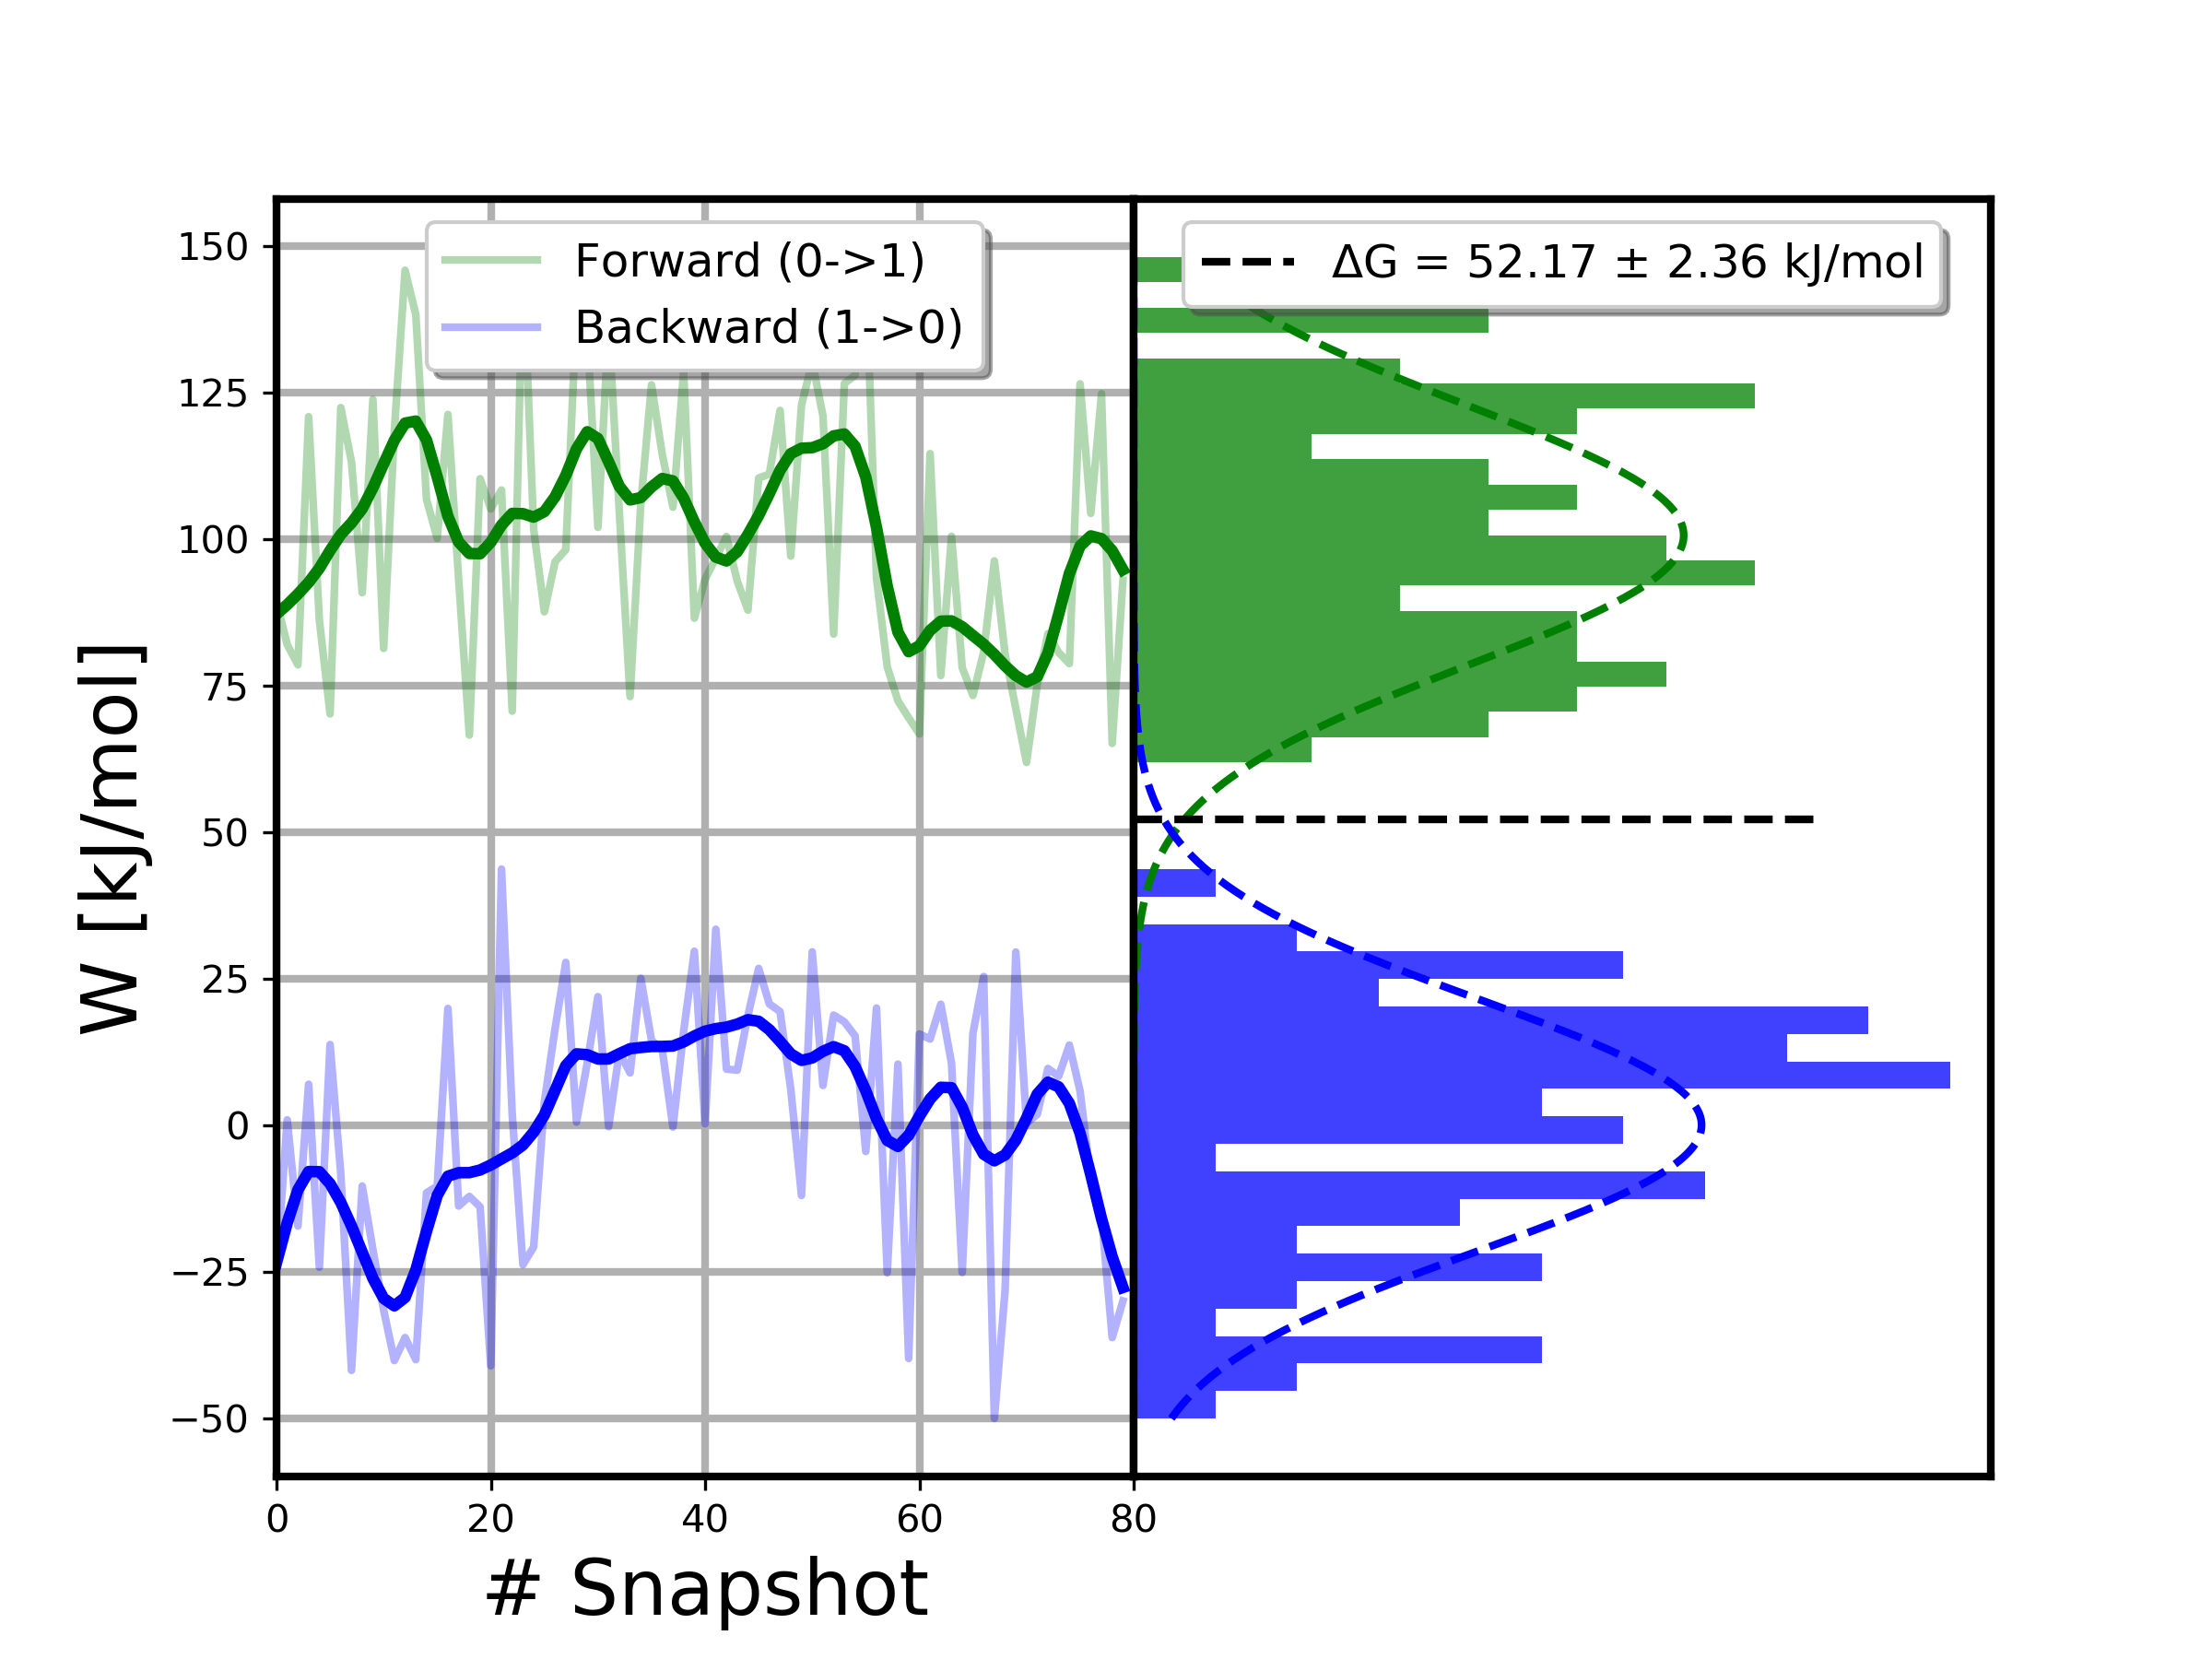 Forward (0->1)
Backward (1->0)
ΔG = 52.17 ± 2.36 kJ/mol
W [kJ/mol]
150
125
100
75
50
25
0
−25
−50
0 20 40 60 80
# Snapshot